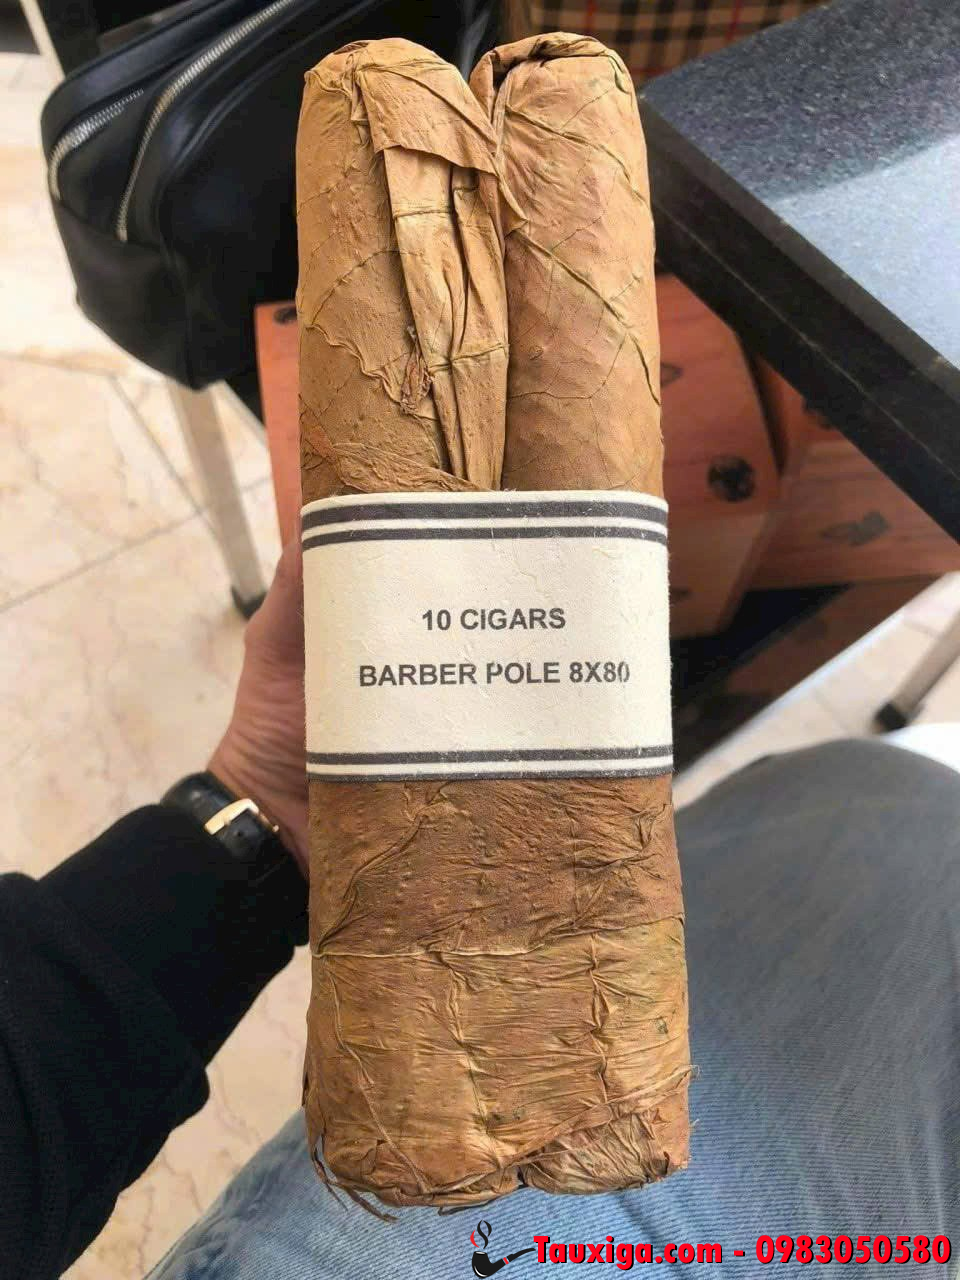 10 CIGARS
BARBER POLE 8X80
Tauxiga.com - 0983050580